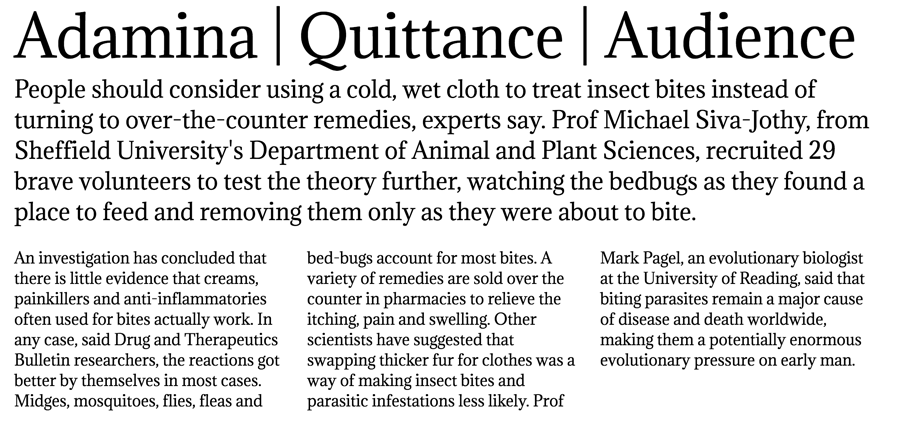 Adamina | Quittance | Audience
People should consider using a cold, wet cloth to treat insect bites instead of
turning to over-the-counter remedies, experts say. Prof Michael Siva-Jothy, from
Sheffield University's Department of Animal and Plant Sciences, recruited 29
brave volunteers to test the theory further, watching the bedbugs as they found a
place to feed and removing them only as they were about to bite.
An investigation has concluded that
there is little evidence that creams,
painkillers and anti-inflammatories
often used for bites actually work. In
any case, said Drug and Therapeutics
Bulletin researchers, the reactions got
better by themselves in most cases.
Midges, mosquitoes, flies, fleas and
bed-bugs account for most bites. A
variety of remedies are sold over the
counter in pharmacies to relieve the
itching, pain and swelling. Other
scientists have suggested that
swapping thicker fur for clothes was a
way of making insect bites and
parasitic infestations less likely. Prof
Mark Pagel, an evolutionary biologist
at the University of Reading, said that
biting parasites remain a major cause
of disease and death worldwide,
making them a potentially enormous
evolutionary pressure on early man.